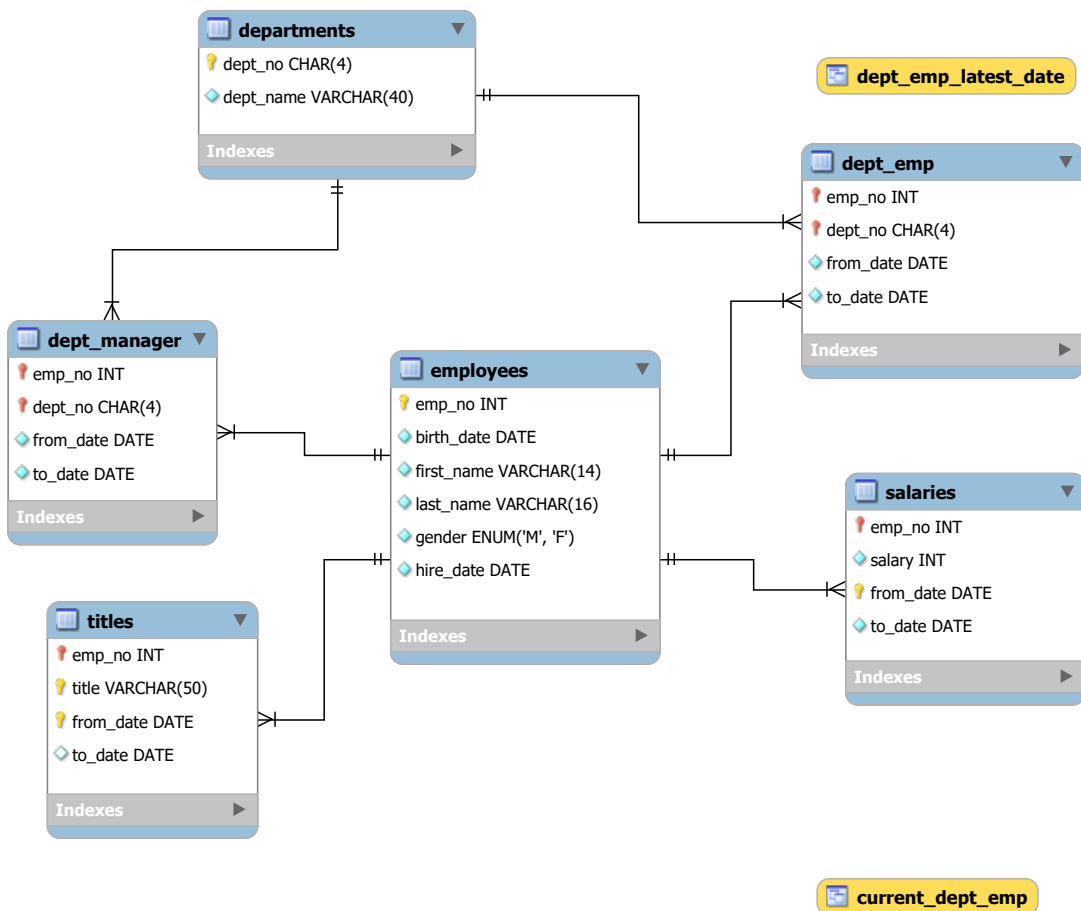 departments
dept_no CHAR(4)
dept_name VARCHAR(40)
Indexes
dept_emp_latest_date
dept_emp
emp_no INT
dept_no CHAR(4)
from_date DATE
to_date DATE
Indexes
dept_manager
emp_no INT
dept_no CHAR(4)
from_date DATE
to_date DATE
Indexes
employees
emp_no INT
birth_date DATE
first_name VARCHAR(14)
last_name VARCHAR(16)
gender ENUM('M', 'F')
hire_date DATE
Indexes
salaries
emp_no INT
salary INT
from_date DATE
to_date DATE
Indexes
titles
emp_no INT
title VARCHAR(50)
from_date DATE
to_date DATE
Indexes
current_dept_emp